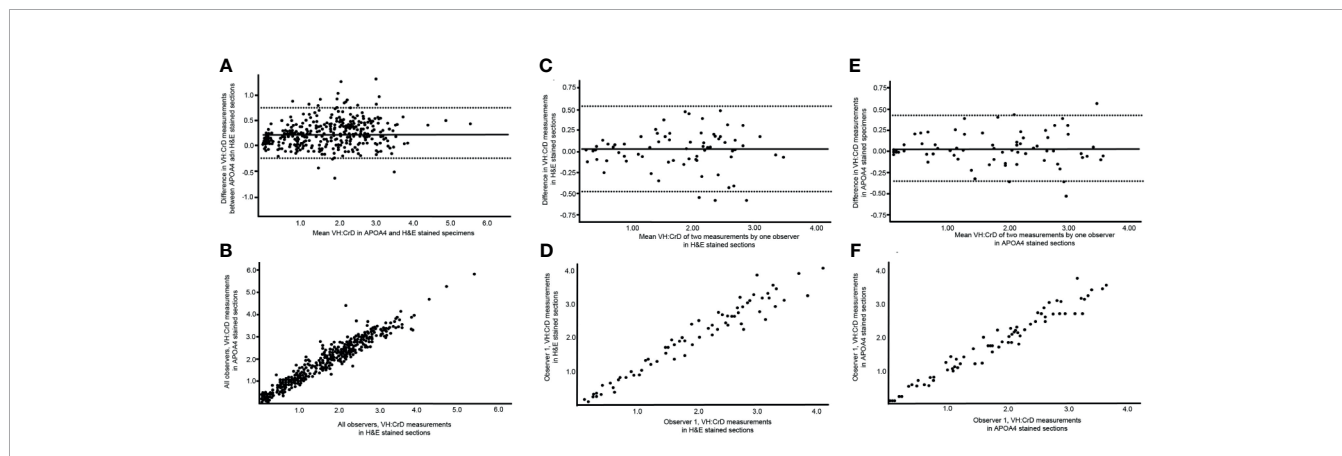 A
Difference in VH:CrD measurements
between APOA4 adn H&E stained sections
1.0
0.5
0.0
-0.5
-1.0
1.0
2.0
3.0
4.0
5.0
6.0
Mean VH:CrD in APOA4 and H&E stained specimens
B
All observers, VH:CrD measurements
in APOA4 stained sections
6.0
5.0
4.0
3.0
2.0
1.0
1.0
2.0
3.0
4.0
5.0
6.0
All observers, VH:CrD measurements
in H&E stained sections
C
Difference in VH:CrD measurements
in H&E stained sections
0.75
0.50
0.25
0.00
-0.25
-0.50
-0.75
1.00
2.00
3.00
4.00
Mean VH:CrD of two measurements by one observer
in H&E stained sections
D
Observer 1, VH:CrD measurements
in H&E stained sections
4.0
3.0
2.0
1.0
1.0
2.0
3.0
4.0
Observer 1, VH:CrD measurements
in H&E stained sections
E
Difference in VH:CrD measurements
in APOA4 stained specimens
0.75
0.50
0.25
0.00
-0.25
-0.50
-0.75
1.00
2.00
3.00
4.00
Mean VH:CrD of two measurements by one observer
in APOA4 stained sections
F
Observer 1, VH:CrD measurements
in APOA4 stained sections
4.0
3.0
2.0
1.0
1.0
2.0
3.0
4.0
Observer 1, VH:CrD measurements
in APOA4 stained sections